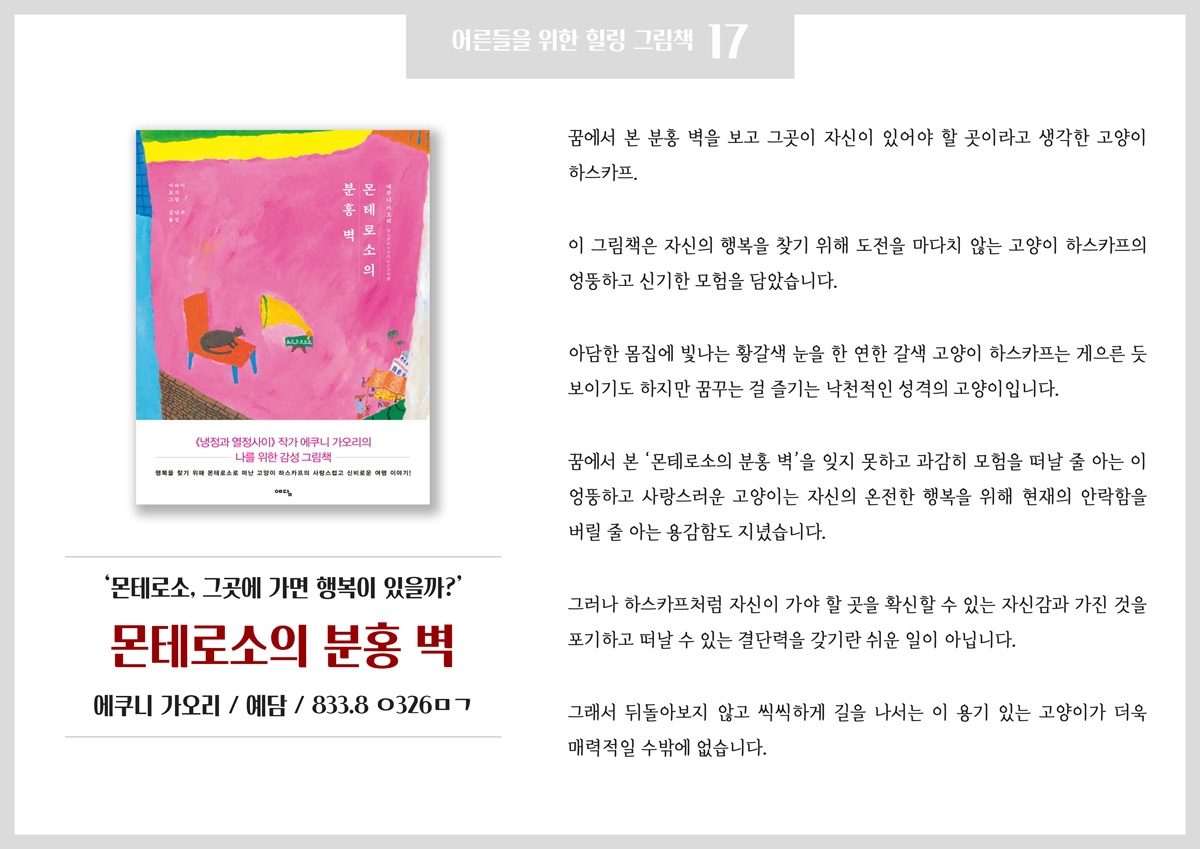 어른들을 위한 힐링 그림책 17
에쿠니 가오리
몬테로소의
분홍 벽
《냉정과 열정사이》 작가 에쿠니 가오리의
나를 위한 감성 그림책
행복을 찾기 위해 몬테로소로 떠난 고양이 하스카프의 사랑스럽고 신비로운 여행 이야기!
예담
‘몬테로소, 그곳에 가면 행복이 있을까?’
몬테로소의 분홍 벽
에쿠니 가오리 / 예담 / 833.8 ㅇ326ㅁㄱ
꿈에서 본 분홍 벽을 보고 그곳이 자신이 있어야 할 곳이라고 생각한 고양이
하스카프.
이 그림책은 자신의 행복을 찾기 위해 도전을 마다치 않는 고양이 하스카프의
엉뚱하고 신기한 모험을 담았습니다.
아담한 몸집에 빛나는 황갈색 눈을 한 연한 갈색 고양이 하스카프는 게으른 듯
보이기도 하지만 꿈꾸는 걸 즐기는 낙천적인 성격의 고양이입니다.
꿈에서 본 ‘몬테로소의 분홍 벽’을 잊지 못하고 과감히 모험을 떠날 줄 아는 이
엉뚱하고 사랑스러운 고양이는 자신의 온전한 행복을 위해 현재의 안락함을
버릴 줄 아는 용감함도 지녔습니다.
그러나 하스카프처럼 자신이 가야 할 곳을 확신할 수 있는 자신감과 가진 것을
포기하고 떠날 수 있는 결단력을 갖기란 쉬운 일이 아닙니다.
그래서 뒤돌아보지 않고 씩씩하게 길을 나서는 이 용기 있는 고양이가 더욱
매력적일 수밖에 없습니다.